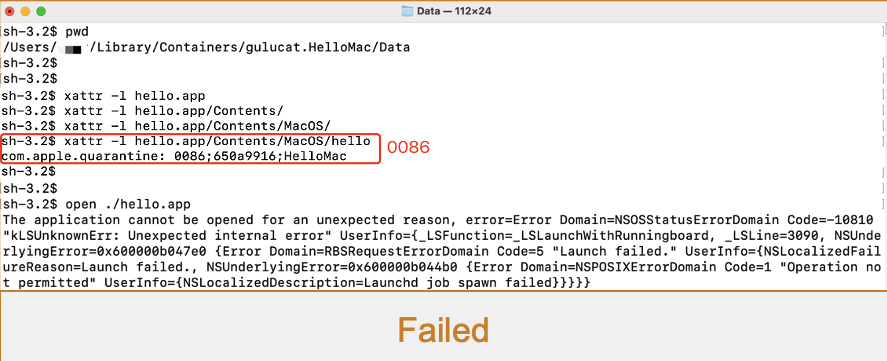 Data — 112×24
sh-3.2$ pwd
/Users/ /Library/Containers/gulucat.HelloMac/Data
sh-3.2$
sh-3.2$
sh-3.2$ xattr -l hello.app
sh-3.2$ xattr -l hello.app/Contents/
sh-3.2$ xattr -l hello.app/Contents/MacOS/
sh-3.2$ xattr -l hello.app/Contents/MacOS/hello
com.apple.quarantine: 0086;650a9916;HelloMac
0086
sh-3.2$
sh-3.2$
sh-3.2$ open ./hello.app
The application cannot be opened for an unexpected reason, error=Error Domain=NSOSStatusErrorDomain Code=-10810
"kLSUnknownErr: Unexpected internal error" UserInfo={_LSFunction=_LSLaunchWithRunningboard, _LSLine=3090, NSUnde
rlyingError=0x600000b047e0 {Error Domain=RBSRequestErrorDomain Code=5 "Launch failed." UserInfo={NSLocalizedFail
ureReason=Launch failed., NSUnderlyingError=0x600000b044b0 {Error Domain=NSPOSIXErrorDomain Code=1 "Operation no
t permitted" UserInfo={NSLocalizedDescription=Launchd job spawn failed}}}}}
Failed